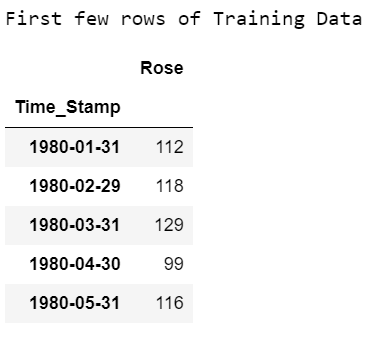 First few rows of Training Data
Rose
Time_Stamp
1980-01-31 112
1980-02-29 118
1980-03-31 129
1980-04-30 99
1980-05-31 116